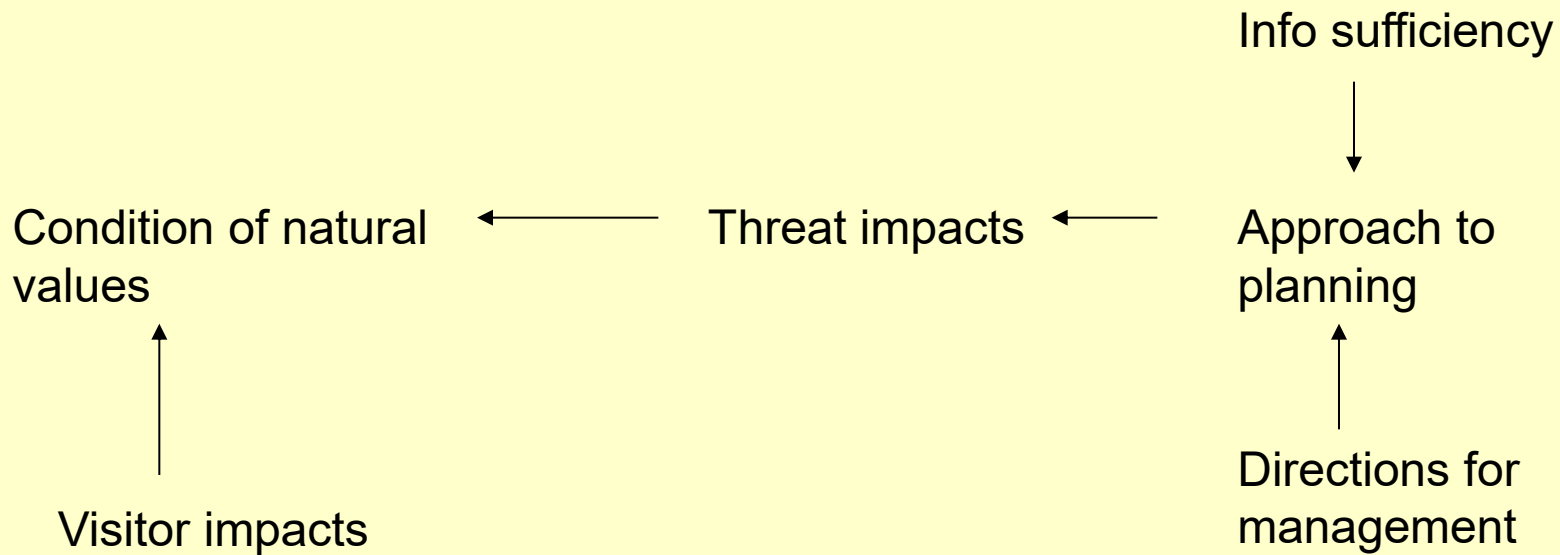 Info sufficiency
Condition of natural
values
Threat impacts
Approach to
planning
Visitor impacts
Directions for
management